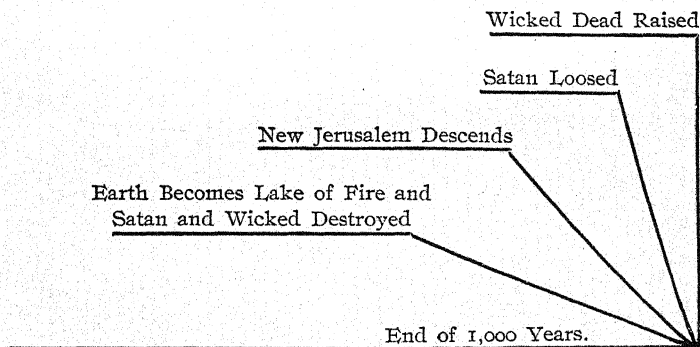 Wicked Dead Raised
Satan Loosed
New Jerusalem Descends
Earth Becomes Lake of Fire and
Satan and Wicked Destroyed
End of 1,000 Years.